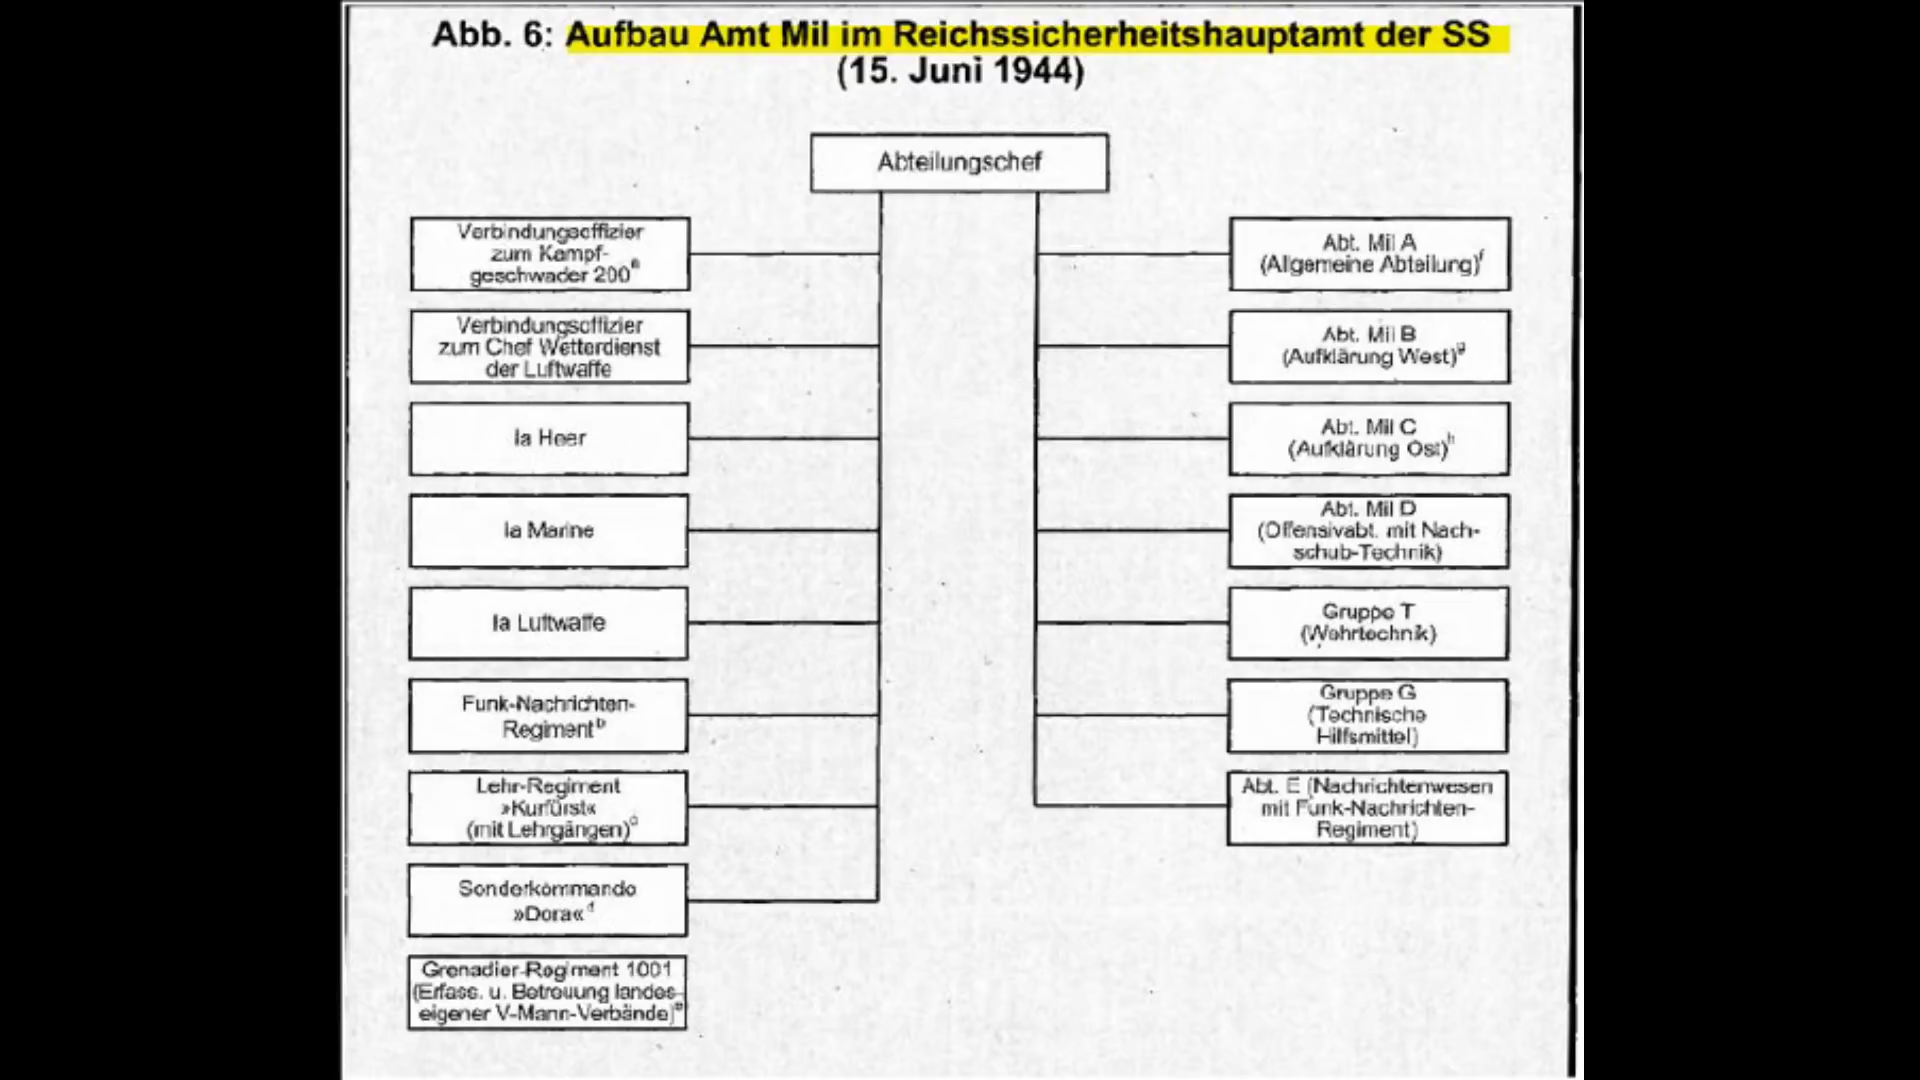 Abb. 6: Aufbau Amt Mil im Reichssicherheitshauptamt der SS
(15. Juni 1944)
Abteilungschef
Verbindungsoffizier
zum Kampf-
geschwader 200ᵃ
Verbindungsoffizier
zum Chef Wetterdienst
der Luftwaffe
Ia Heer
Ia Marine
Ia Luftwaffe
Funk-Nachrichten-
Regimentᵇ
Lehr-Regiment
»Kurfürst«
(mit Lehrgängen)ᶜ
Sonderkommando
»Dora«ᵈ
Grenadier-Regiment 1001
(Erfass. u. Betreuung landes-
eigener V-Mann-Verbände)ᵉ
Abt. Mil A
(Allgemeine Abteilung)ᶠ
Abt. Mil B
(Aufklärung West)ᵍ
Abt. Mil C
(Aufklärung Ost)ʰ
Abt. Mil D
(Offensivabt. mit Nach-
schub-Technik)
Gruppe T
(Wehrtechnik)
Gruppe G
(Technische
Hilfsmittel)
Abt. E (Nachrichtenwesen
mit Funk-Nachrichten-
Regiment)